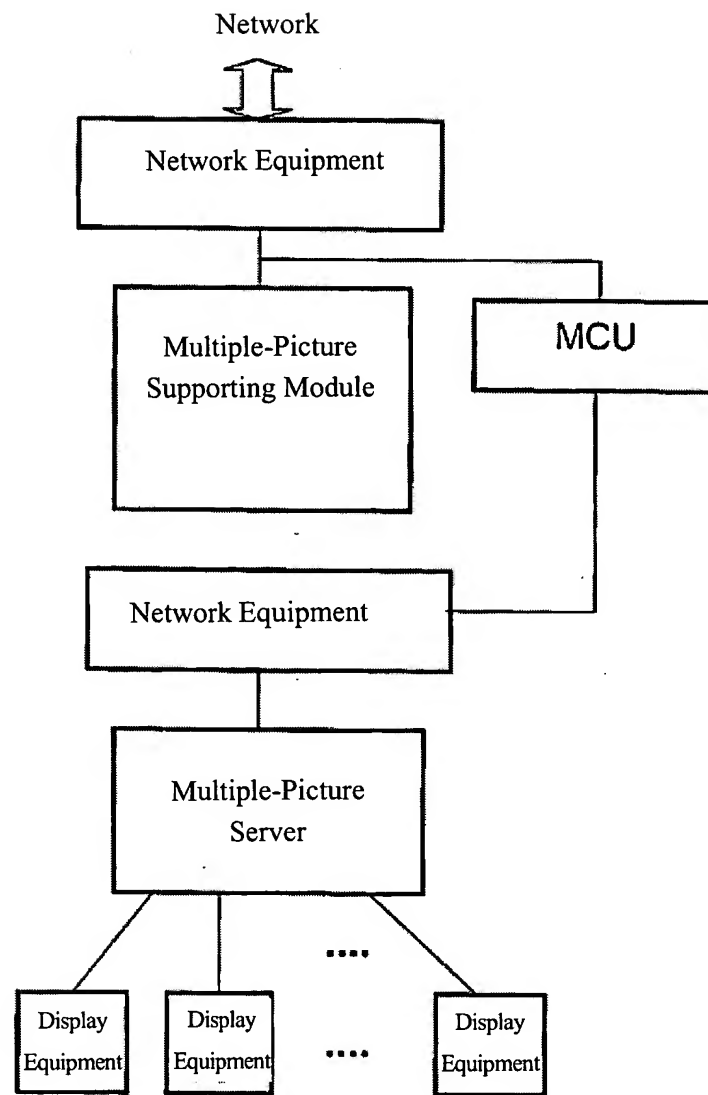 Network
Network Equipment
Multiple-Picture
Supporting Module
MCU
Network Equipment
Multiple-Picture
Server
....
Display
Equipment
Display
Equipment
....
Display
Equipment